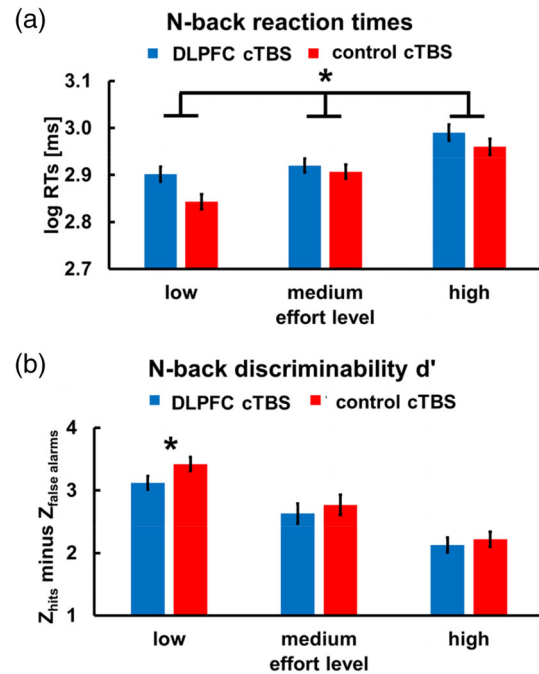 (a)
N-back reaction times
DLPFC cTBS control cTBS
*
log RTs [ms]
3.1
3.0
2.9
2.8
2.7
low medium high
effort level
(b)
N-back discriminability d'
DLPFC cTBS control cTBS
*
Zhits minus Zfalse alarms
4
3
2
1
low medium high
effort level